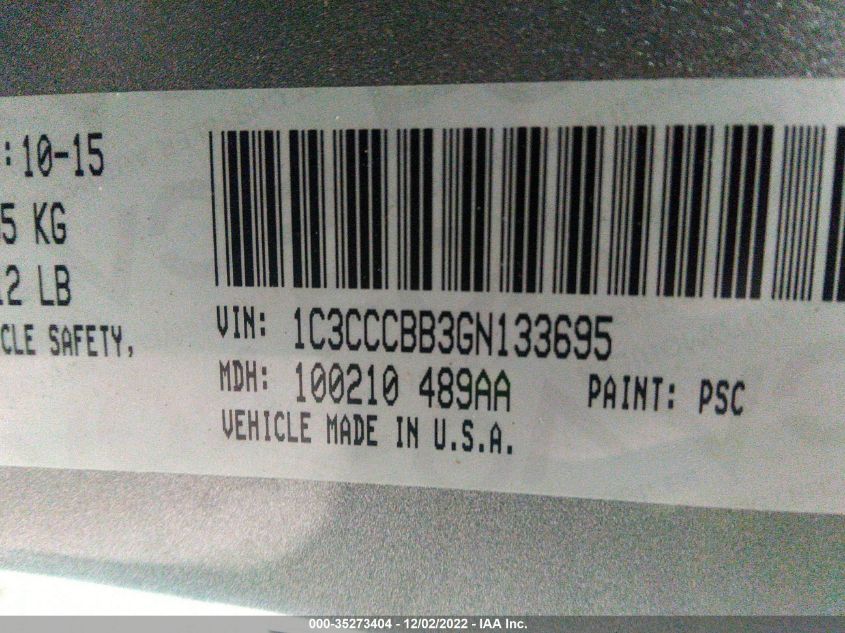 :10-15
5 KG
12 LB
CLE SAFETY,
VIN: 1C3CCCBB3GN133695
MDH: 100210 489AA PAINT: PSC
VEHICLE MADE IN U.S.A.
000-35273404 - 12/02/2022 - IAA Inc.